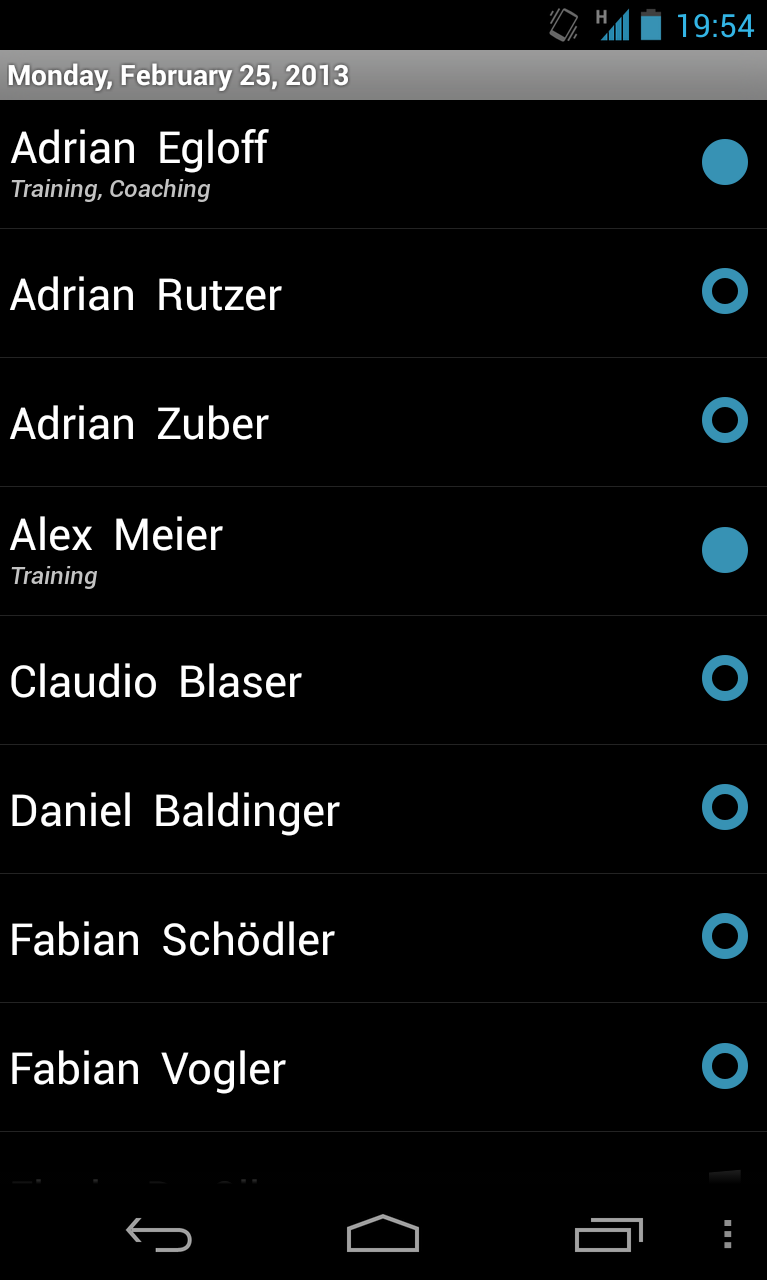 H 19:54
Monday, February 25, 2013
Adrian Egloff
Training, Coaching
Adrian Rutzer
Adrian Zuber
Alex Meier
Training
Claudio Blaser
Daniel Baldinger
Fabian Schödler
Fabian Vogler